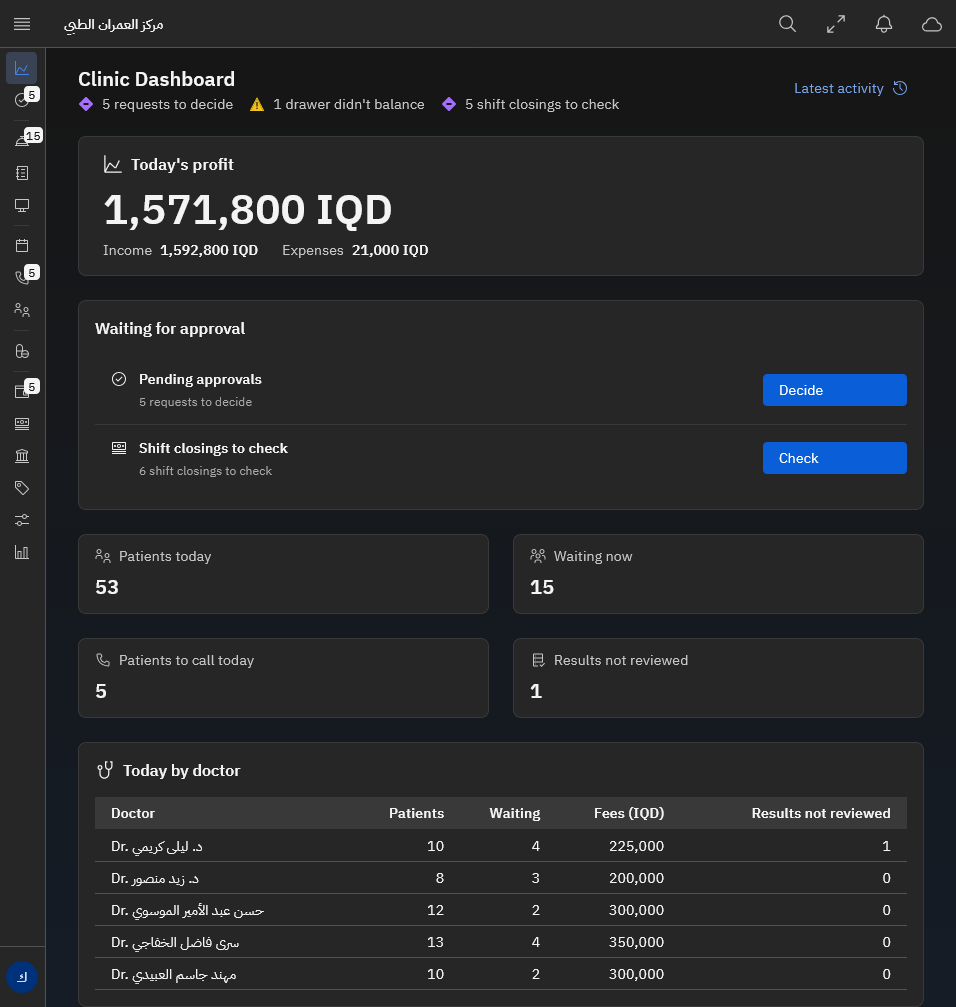 مركز العمران الطبي
5
15
5
5
Clinic Dashboard
5 requests to decide 1 drawer didn't balance 5 shift closings to check
Latest activity
Today's profit
1,571,800 IQD
Income 1,592,800 IQD Expenses 21,000 IQD
Waiting for approval
Pending approvals
5 requests to decide
Decide
Shift closings to check
6 shift closings to check
Check
Patients today
53
Waiting now
15
Patients to call today
5
Results not reviewed
1
Today by doctor
Doctor Patients Waiting Fees (IQD) Results not reviewed
Dr. د. ليلى كريمي 10 4 225,000 1
Dr. د. زيد منصور 8 3 200,000 0
Dr. حسن عبد الأمير الموسوي 12 2 300,000 0
Dr. سرى فاضل الخفاجي 13 4 350,000 0
Dr. مهند جاسم العبيدي 10 2 300,000 0
ك